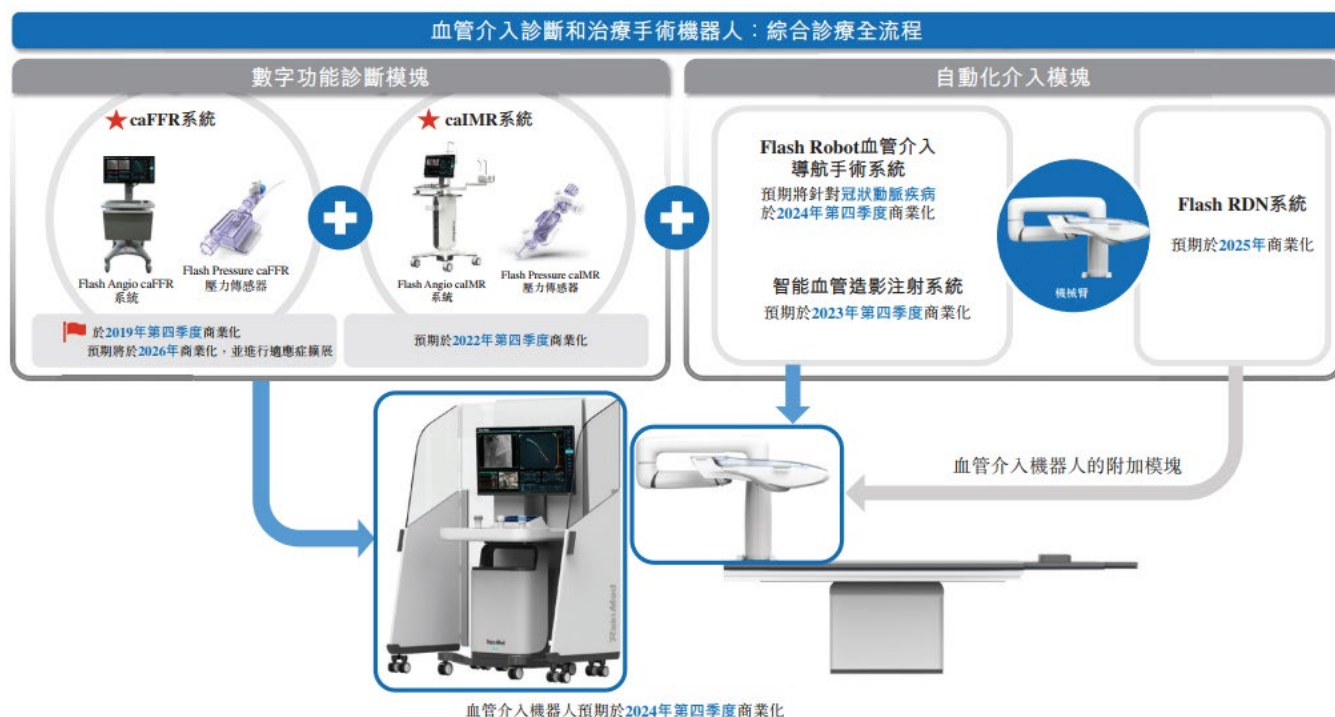 血管介入診斷和治療手術機器人：綜合診療全流程
數字功能診斷模塊
caFFR系統
Flash Angio caFFR
系統
Flash Pressure caFFR
壓力傳感器
於2019年第四季度商業化
預期將於2026年商業化，並進行適應症擴展
caIMR系統
Flash Angio caIMR
系統
Flash Pressure caIMR
壓力傳感器
預期於2022年第四季度商業化
自動化介入模塊
Flash Robot血管介入
導航手術系統
預期將針對冠狀動脈疾病
於2024年第四季度商業化
智能血管造影注射系統
預期於2023年第四季度商業化
機械臂
Flash RDN系統
預期於2025年商業化
血管介入機器人的附加模塊
RainMed
血管介入機器人預期於2024年第四季度商業化